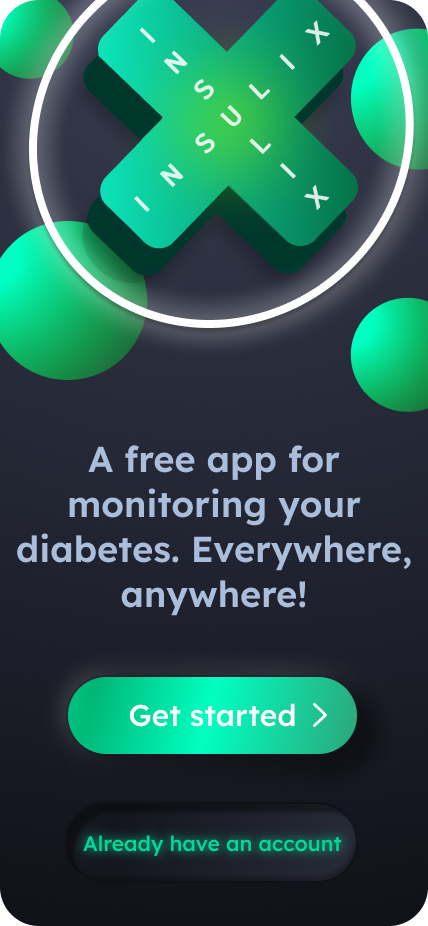 INSULIX
INSULIX
A free app for
monitoring your
diabetes. Everywhere,
anywhere!
Get started
Already have an account